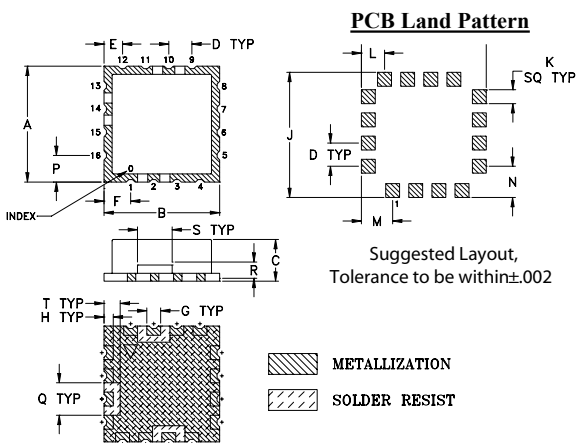 PCB Land Pattern
E
D TYP
12 11 10 9
K
SQ TYP
L
13
14
15
16
8
7
6
5
A
P
J
D TYP
N
0
1 2 3 4
F
INDEX
B
1
M
S TYP
C
R
Suggested Layout,
Tolerance to be within±.002
T TYP
H TYP
G TYP
Q TYP
METALLIZATION
SOLDER RESIST